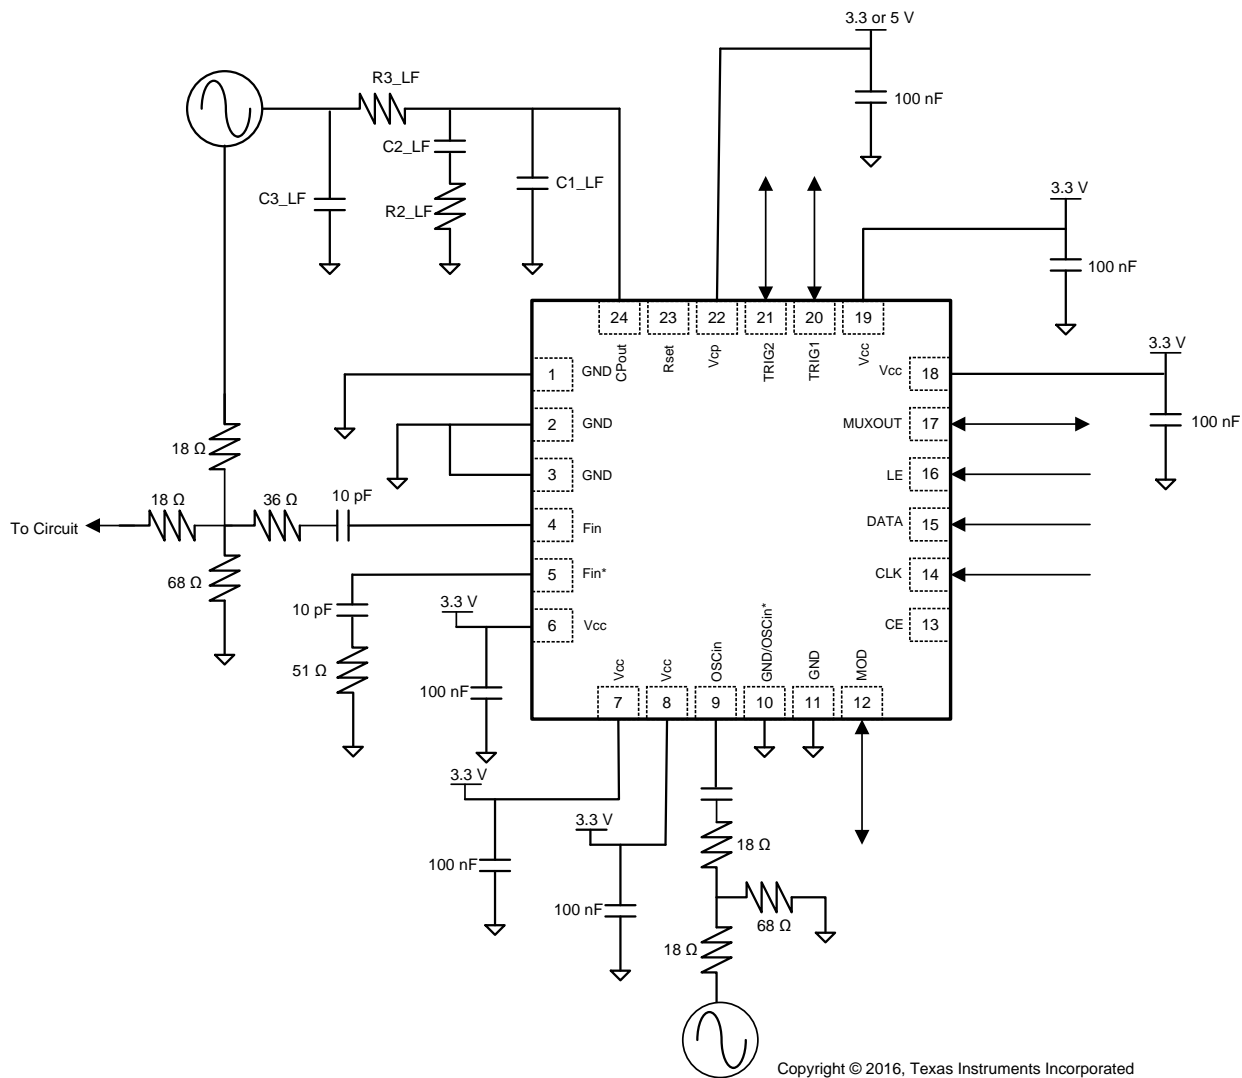 3.3 or 5 V
100 nF
R3_LF
C2_LF
C1_LF
C3_LF
R2_LF
3.3 V
100 nF
24
23
22
21
20
19
CPout
Rset
Vcp
TRIG2
TRIG1
Vcc
3.3 V
100 nF
1
GND
2
GND
3
GND
4
Fin
5
Fin*
6
Vcc
Vcc
18
MUXOUT
17
LE
16
DATA
15
CLK
14
CE
13
18 Ω
18 Ω
36 Ω
10 pF
To Circuit
68 Ω
10 pF
51 Ω
3.3 V
100 nF
Vcc
Vcc
OSCin
GND/OSCin*
GND
MOD
7
8
9
10
11
12
3.3 V
100 nF
3.3 V
100 nF
18 Ω
68 Ω
18 Ω
Copyright © 2016, Texas Instruments Incorporated